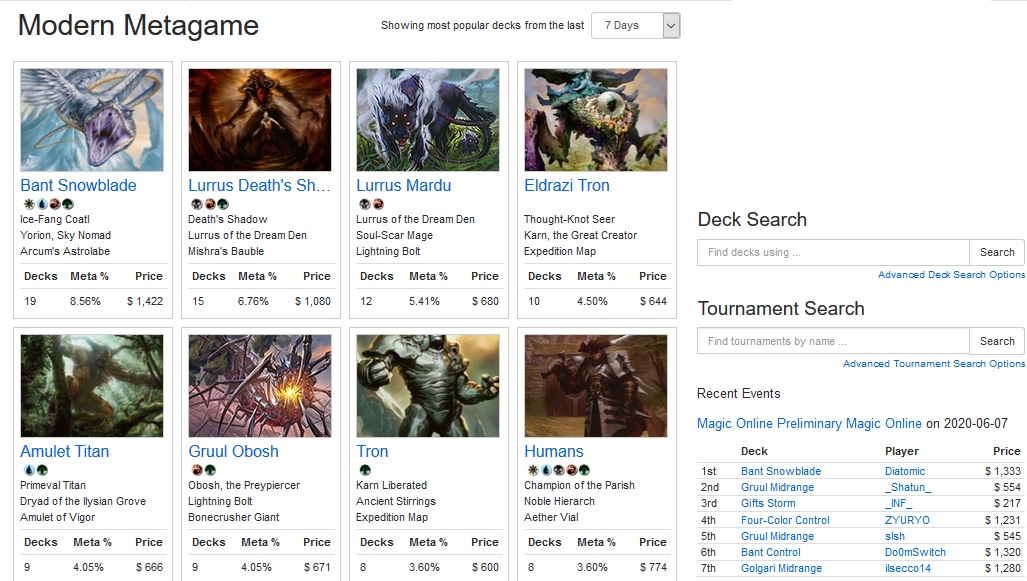 Modern Metagame
Showing most popular decks from the last 7 Days
Bant Snowblade
Ice-Fang Coatl
Yorion, Sky Nomad
Arcum's Astrolabe
Decks Meta % Price
19 8.56% $ 1,422
Lurrus Death's Sh...
Death's Shadow
Lurrus of the Dream Den
Mishra's Bauble
Decks Meta % Price
15 6.76% $ 1,080
Lurrus Mardu
Lurrus of the Dream Den
Soul-Scar Mage
Lightning Bolt
Decks Meta % Price
12 5.41% $ 680
Eldrazi Tron
Thought-Knot Seer
Karn, the Great Creator
Expedition Map
Decks Meta % Price
10 4.50% $ 644
Amulet Titan
Primeval Titan
Dryad of the Ilysian Grove
Amulet of Vigor
Decks Meta % Price
9 4.05% $ 666
Gruul Obosh
Obosh, the Preypiercer
Lightning Bolt
Bonecrusher Giant
Decks Meta % Price
9 4.05% $ 671
Tron
Karn Liberated
Ancient Stirrings
Expedition Map
Decks Meta % Price
8 3.60% $ 600
Humans
Champion of the Parish
Noble Hierarch
Aether Vial
Decks Meta % Price
8 3.60% $ 774
Deck Search
Find decks using ... Search
Advanced Deck Search Options
Tournament Search
Find tournaments by name ... Search
Advanced Tournament Search Options
Recent Events
Magic Online Preliminary Magic Online on 2020-06-07
Deck Player Price
1st Bant Snowblade Diatomic $ 1,333
2nd Gruul Midrange _Shatun_ $ 554
3rd Gifts Storm _INF_ $ 217
4th Four-Color Control ZYURYO $ 1,231
5th Gruul Midrange slsh $ 545
6th Bant Control Do0mSwitch $ 1,320
7th Golgari Midrange ilsecco14 $ 1,280